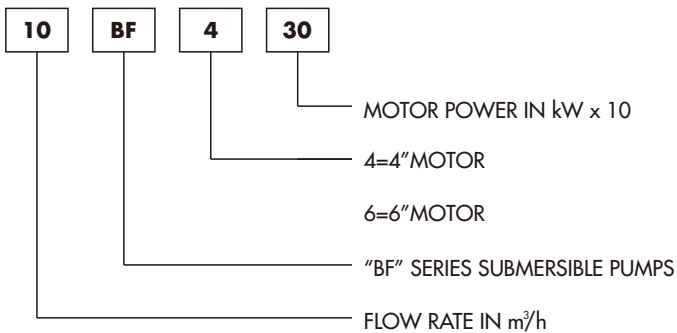 10 BF 4 30
MOTOR POWER IN kW x 10
4=4”MOTOR
6=6”MOTOR
“BF” SERIES SUBMERSIBLE PUMPS
FLOW RATE IN m³/h